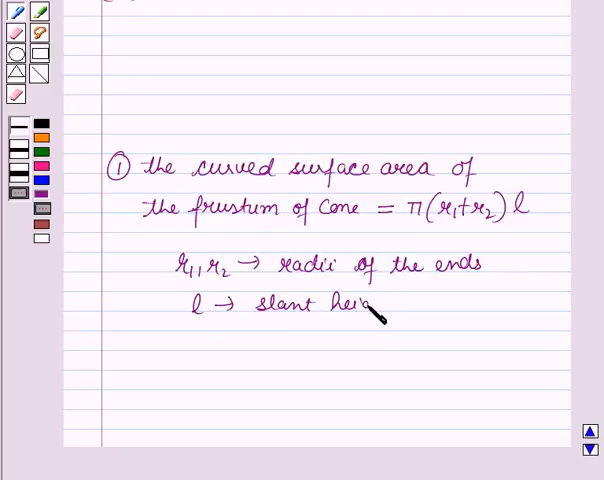 ① the curved surface area of
the frustum of Cone = π(r₁+r₂)l
r₁, r₂ → radii of the ends
l → slant hei